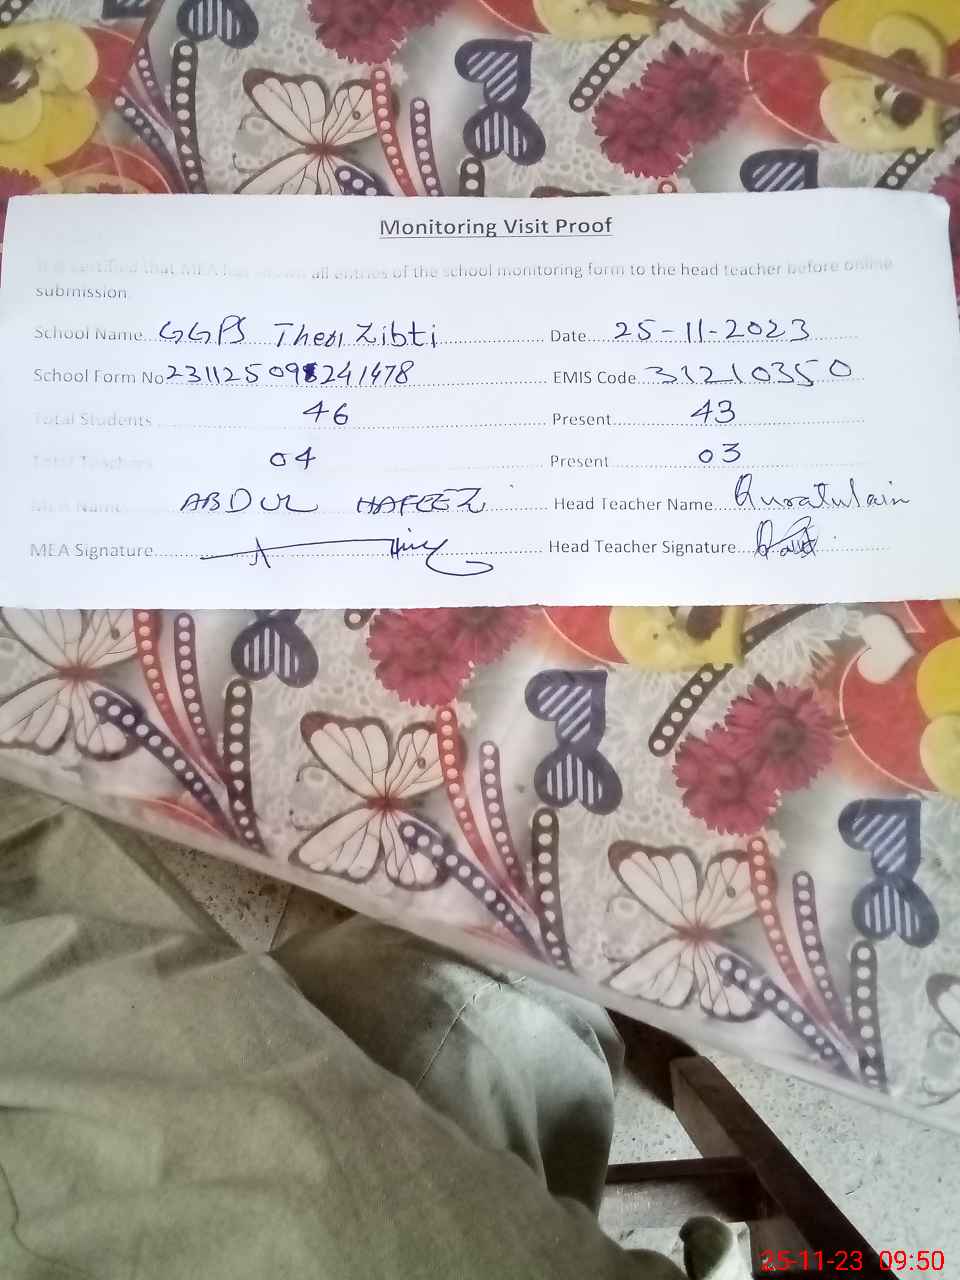 Monitoring Visit Proof
It is certified that MEA has shown all entries of the school monitoring form to the head teacher before online
submission.
School Name GGPS Theri Zibti Date 25-11-2023
School Form No 231125098241478 EMIS Code 31210350
Total Students 46 Present 43
Total Teachers 04 Present 03
MEA Name ABDUL HAFEEZ Head Teacher Name Quratulain
MEA Signature Head Teacher Signature
25-11-23 09:50